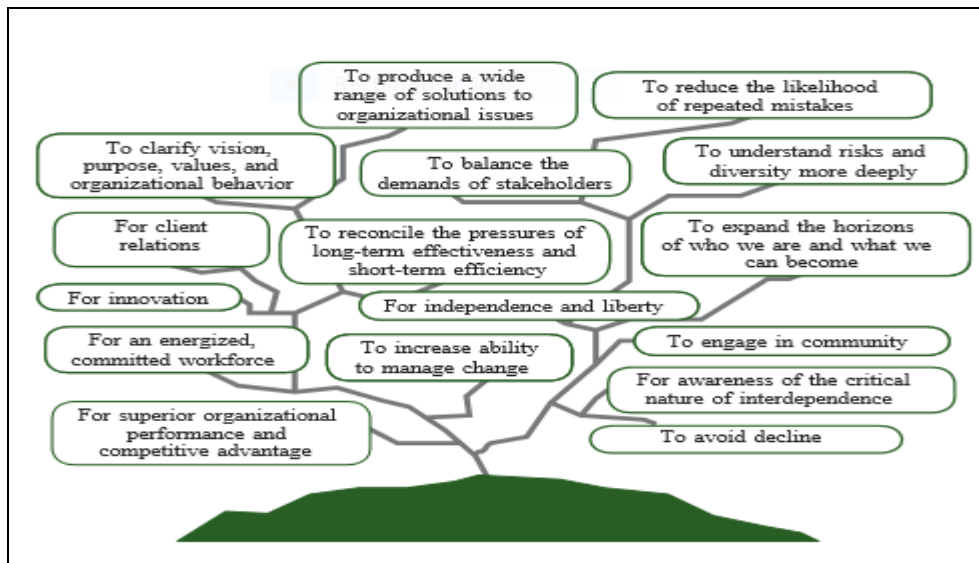 To produce a wide
range of solutions to
organizational issues
To reduce the likelihood
of repeated mistakes
To clarify vision,
purpose, values, and
organizational behavior
To balance the
demands of stakeholders
To understand risks and
diversity more deeply
For client
relations
To reconcile the pressures of
long-term effectiveness and
short-term efficiency
To expand the horizons
of who we are and what we
can become
For innovation
For independence and liberty
For an energized,
committed workforce
To increase ability
to manage change
To engage in community
For awareness of the critical
nature of interdependence
For superior organizational
performance and
competitive advantage
To avoid decline